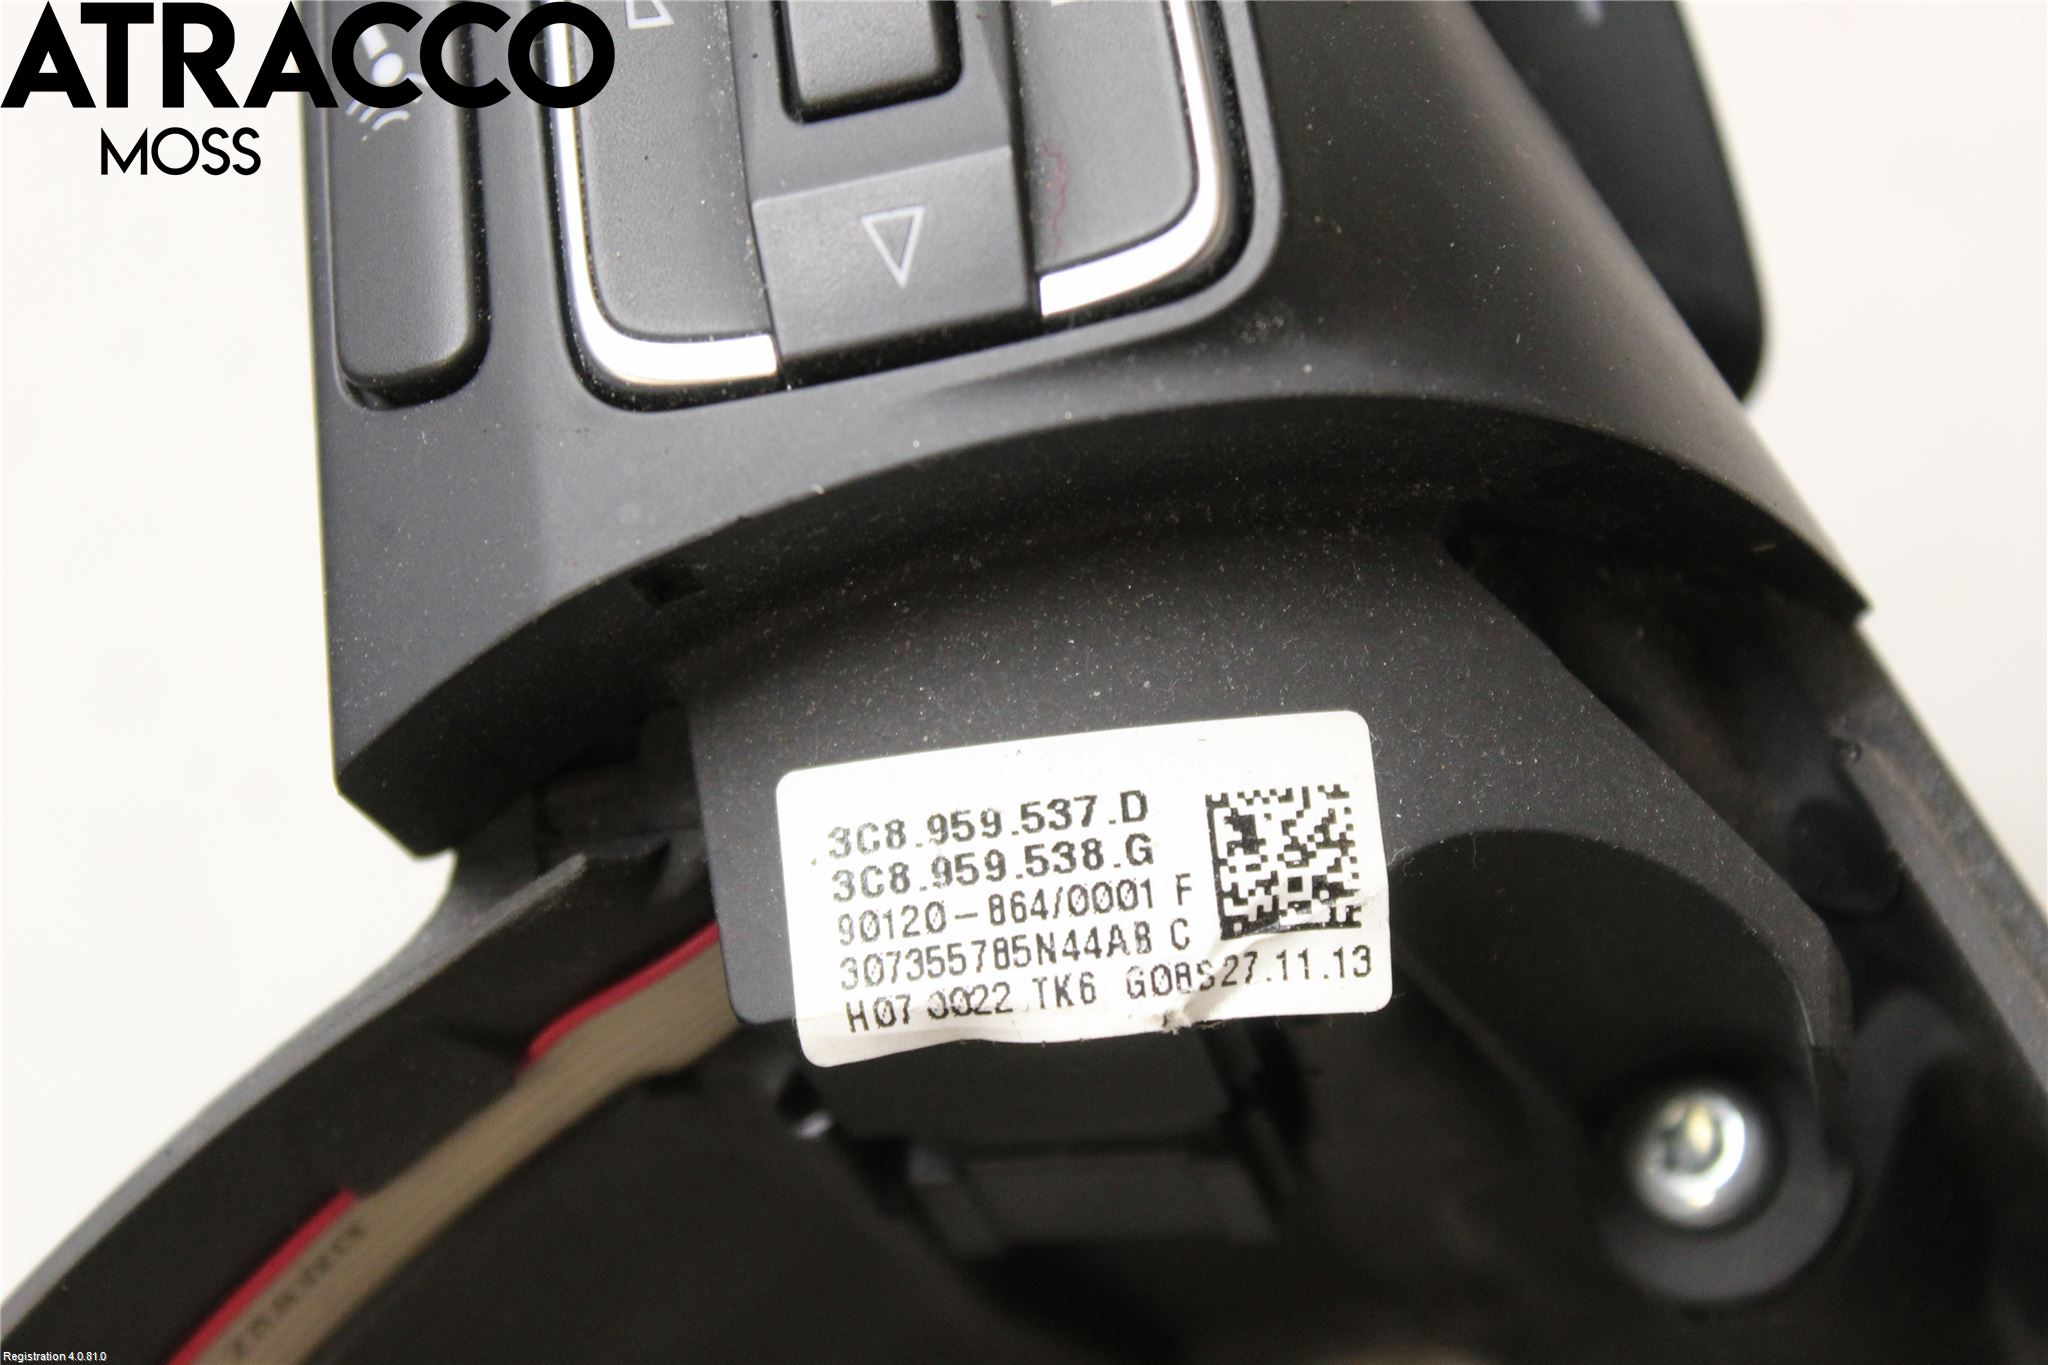 ATRACCO
MOSS
3C8.959.537.D
3C8.959.538.G
90120-864/0001 F
307355785N44AB C
H07 0022 TK6 G08S27.11.13
Registration 4.0.81.0